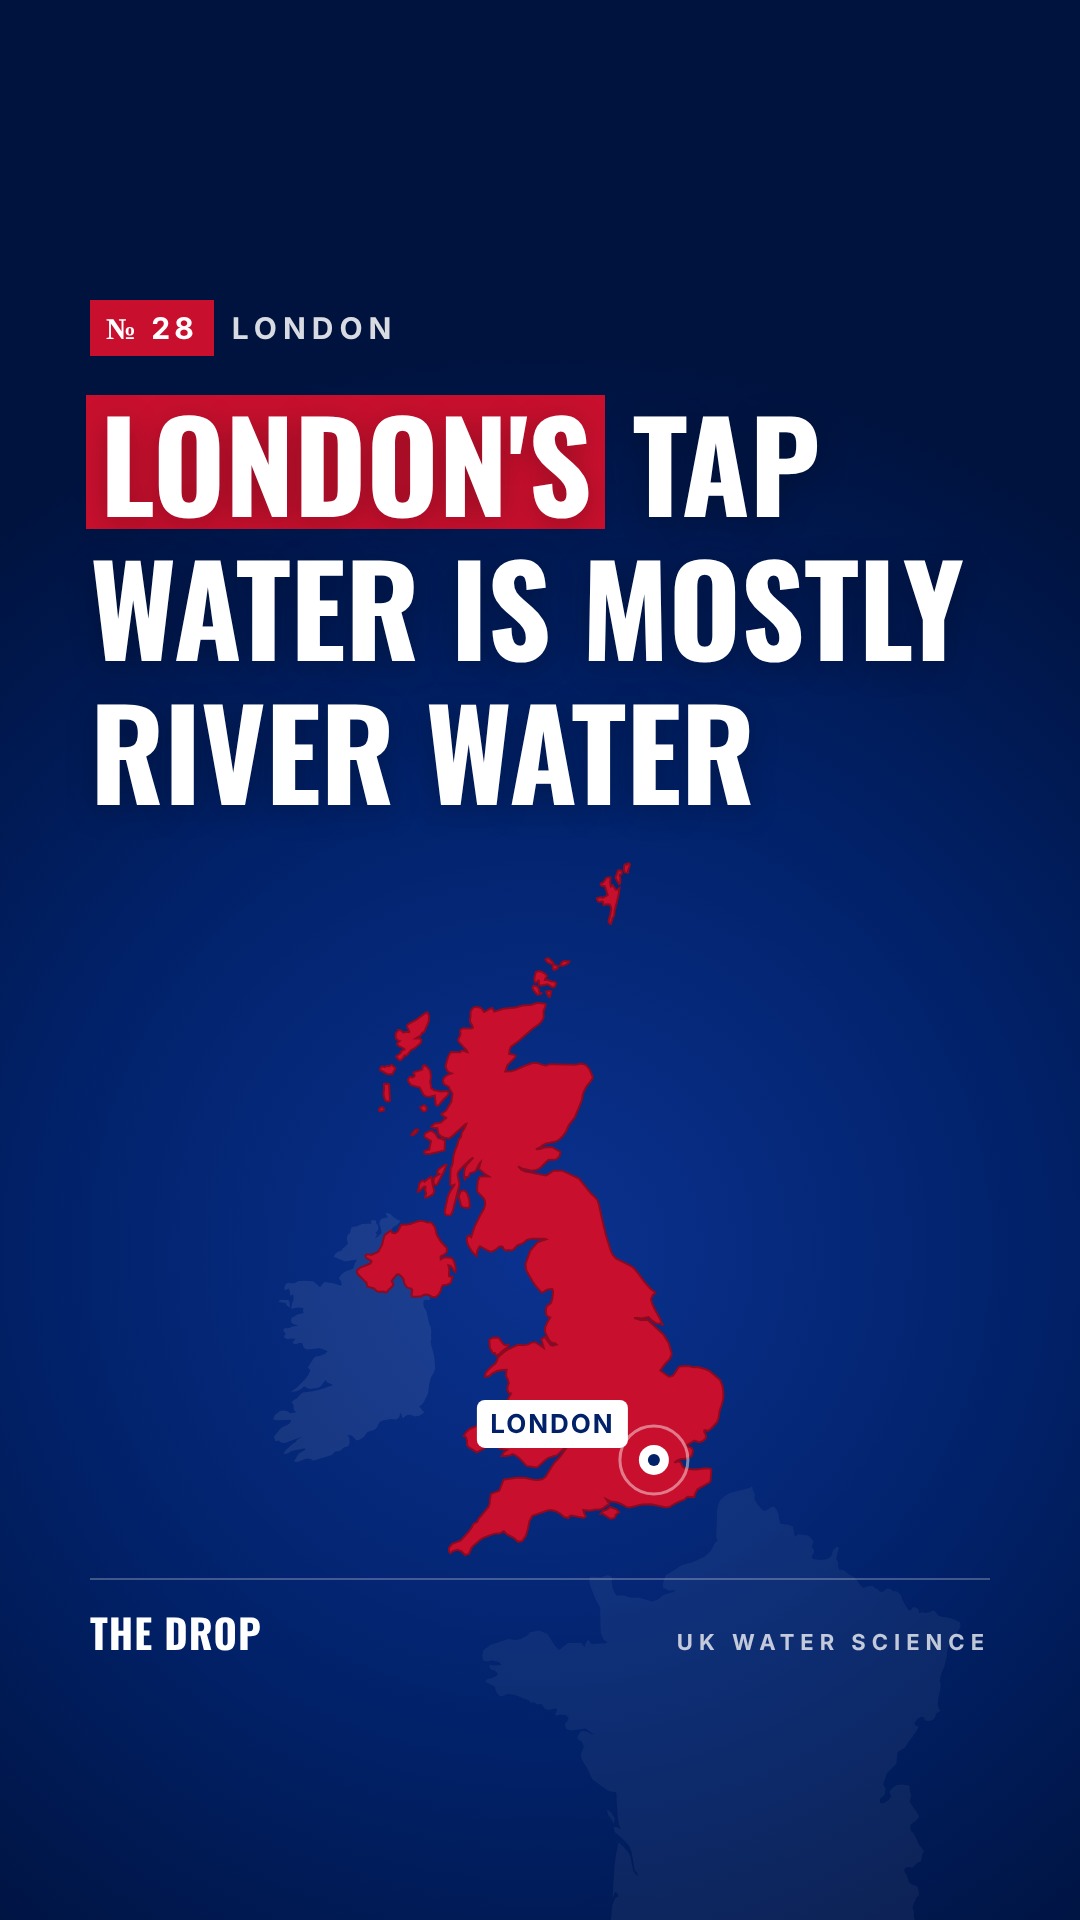 № 28 LONDON
LONDON'S TAP
WATER IS MOSTLY
RIVER WATER
LONDON
THE DROP
UK WATER SCIENCE